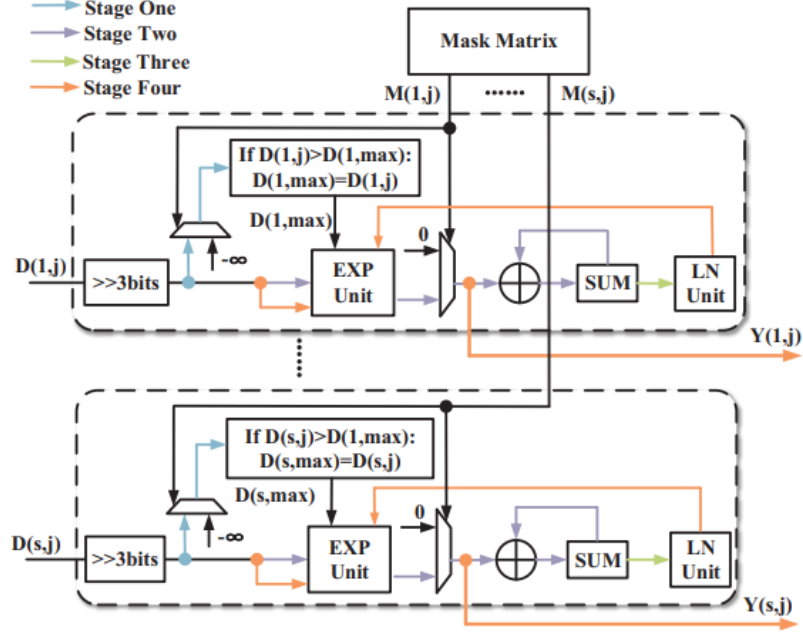 Stage One
Stage Two
Stage Three
Stage Four
Mask Matrix
M(1,j)
......
M(s,j)
If D(1,j)>D(1,max):
D(1,max)=D(1,j)
D(1,max)
0
D(1,j)
>>3bits
-∞
EXP
Unit
SUM
LN
Unit
Y(1,j)
......
If D(s,j)>D(1,max):
D(s,max)=D(s,j)
D(s,max)
0
D(s,j)
>>3bits
-∞
EXP
Unit
SUM
LN
Unit
Y(s,j)